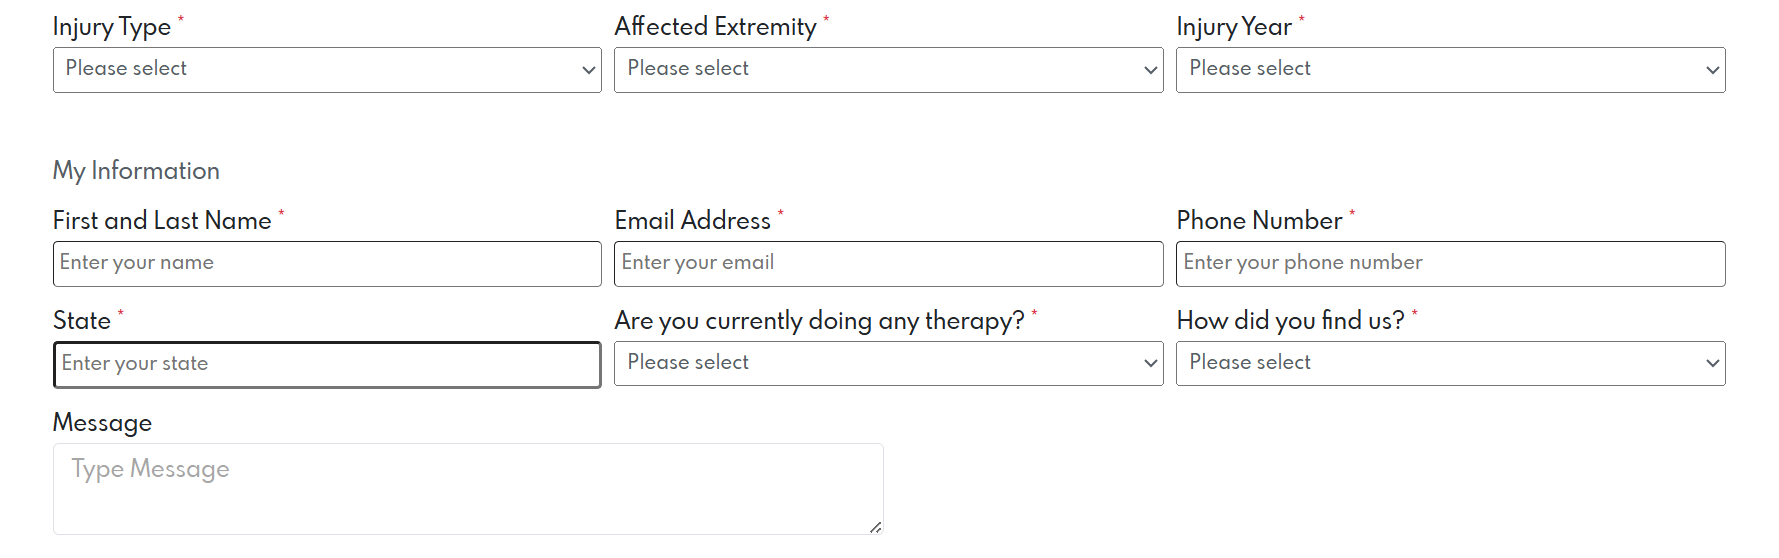 Injury Type * Affected Extremity * Injury Year *
Please select Please select Please select
My Information
First and Last Name * Email Address * Phone Number *
Enter your name Enter your email Enter your phone number
State * Are you currently doing any therapy? * How did you find us? *
Enter your state Please select Please select
Message
Type Message